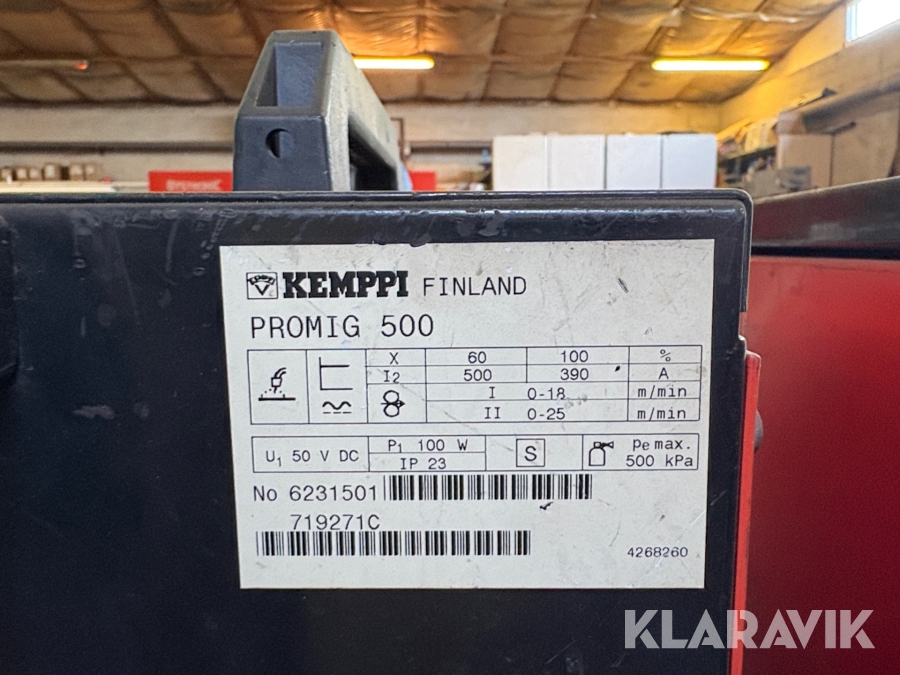 KEMPPI FINLAND
PROMIG 500
X 60 100 %
I2 500 390 A
I 0-18 m/min
II 0-25 m/min
U1 50 V DC
P1 100 W
IP 23
S
Pe max.
500 kPa
No 6231501
719271C
4268260
KLARAVIK